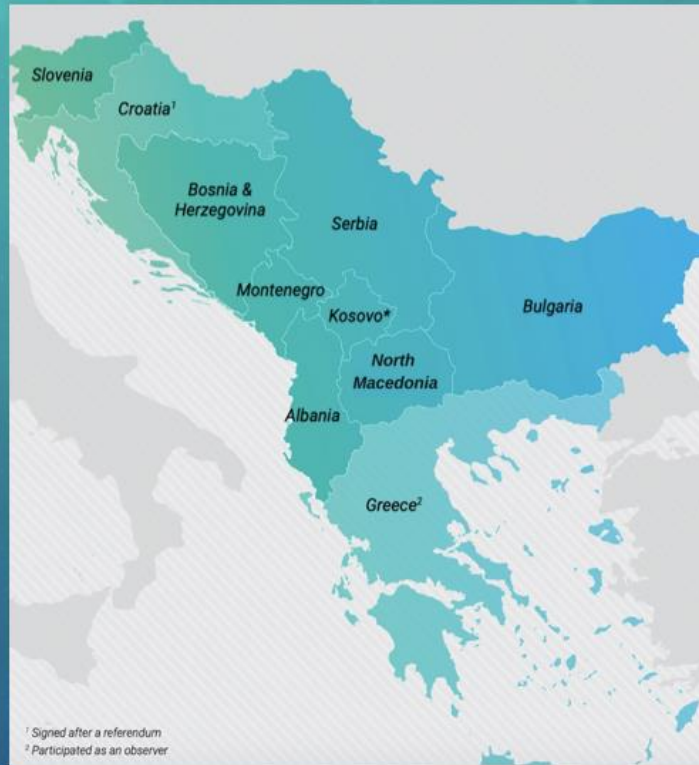 Slovenia
Croatia¹
Bosnia &
Herzegovina
Serbia
Montenegro
Kosovo*
Bulgaria
North
Macedonia
Albania
Greece²
¹ Signed after a referendum
² Participated as an observer